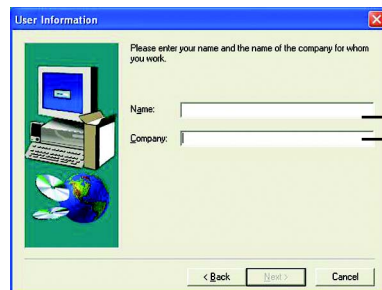 User Information
Please enter your name and the name of the company for whom
you work.
Name:
Company:
< Back
Next >
Cancel